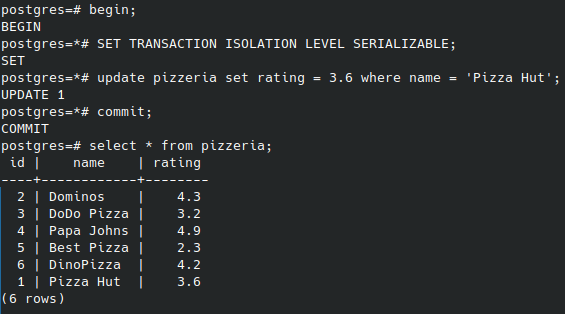 postgres=# begin;
BEGIN
postgres=*# SET TRANSACTION ISOLATION LEVEL SERIALIZABLE;
SET
postgres=*# update pizzeria set rating = 3.6 where name = 'Pizza Hut';
UPDATE 1
postgres=*# commit;
COMMIT
postgres=# select * from pizzeria;
 id |    name    | rating
----+------------+--------
  2 | Dominos    |    4.3
  3 | DoDo Pizza |    3.2
  4 | Papa Johns |    4.9
  5 | Best Pizza |    2.3
  6 | DinoPizza  |    4.2
  1 | Pizza Hut  |    3.6
(6 rows)